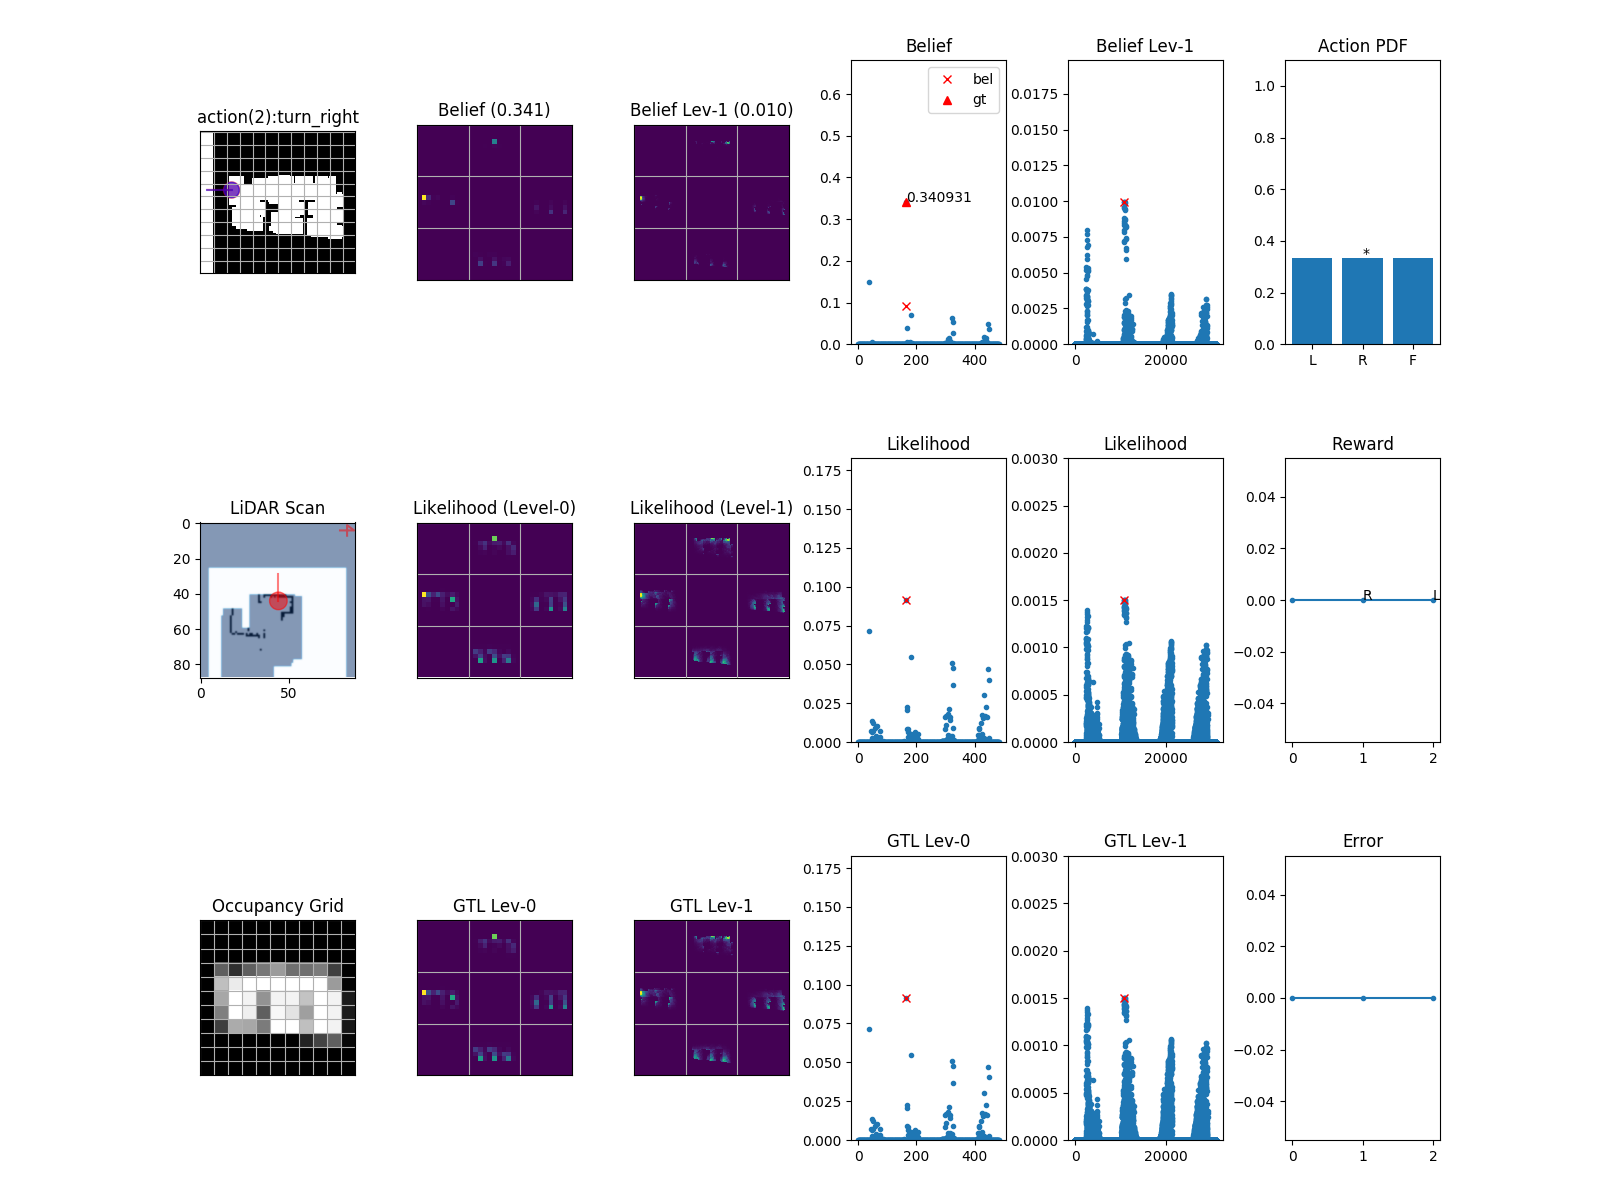 Belief
Belief Lev-1
Action PDF
action(2):turn_right
Belief (0.341)
Belief Lev-1 (0.010)
bel
gt
0.340931
0.6
0.5
0.4
0.3
0.2
0.1
0.0
0 200 400
0.0175
0.0150
0.0125
0.0100
0.0075
0.0050
0.0025
0.0000
0 20000
1.0
0.8
0.6
0.4
0.2
0.0
*
L R F
LiDAR Scan
0
20
40
60
80
0 50
Likelihood (Level-0)
Likelihood (Level-1)
Likelihood
0.175
0.150
0.125
0.100
0.075
0.050
0.025
0.000
0 200 400
Likelihood
0.0030
0.0025
0.0020
0.0015
0.0010
0.0005
0.0000
0 20000
Reward
0.04
0.02
0.00
−0.02
−0.04
R L
0 1 2
Occupancy Grid
GTL Lev-0
GTL Lev-1
GTL Lev-0
0.175
0.150
0.125
0.100
0.075
0.050
0.025
0.000
0 200 400
GTL Lev-1
0.0030
0.0025
0.0020
0.0015
0.0010
0.0005
0.0000
0 20000
Error
0.04
0.02
0.00
−0.02
−0.04
0 1 2